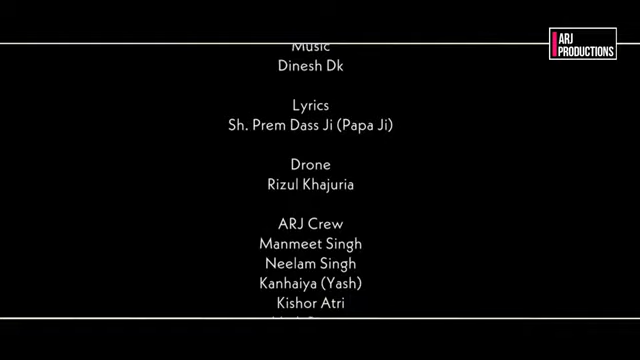 ARJ
PRODUCTIONS
Music
Dinesh Dk
Lyrics
Sh. Prem Dass Ji (Papa Ji)
Drone
Rizul Khajuria
ARJ Crew
Manmeet Singh
Neelam Singh
Kanhaiya (Yash)
Kishor Atri